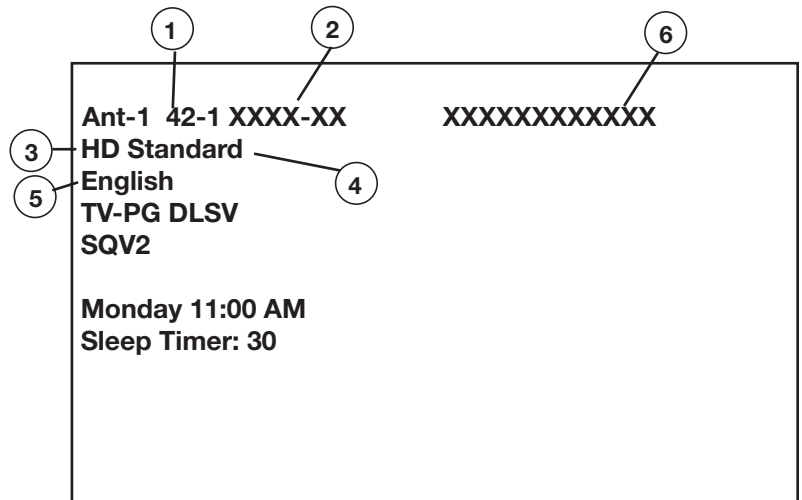 1 2 6
Ant-1 42-1 XXXX-XX XXXXXXXXXXXX
3 HD Standard
4
5 English
TV-PG DLSV
SQV2
Monday 11:00 AM
Sleep Timer: 30